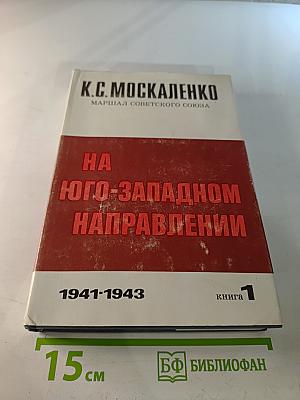 К.С.МОСКАЛЕНКО
МАРШАЛ СОВЕТСКОГО СОЮЗА
НА
ЮГО-ЗАПАДНОМ
НАПРАВЛЕНИИ
1941-1943 книга 1
15 см БФ БИБЛИОФАН